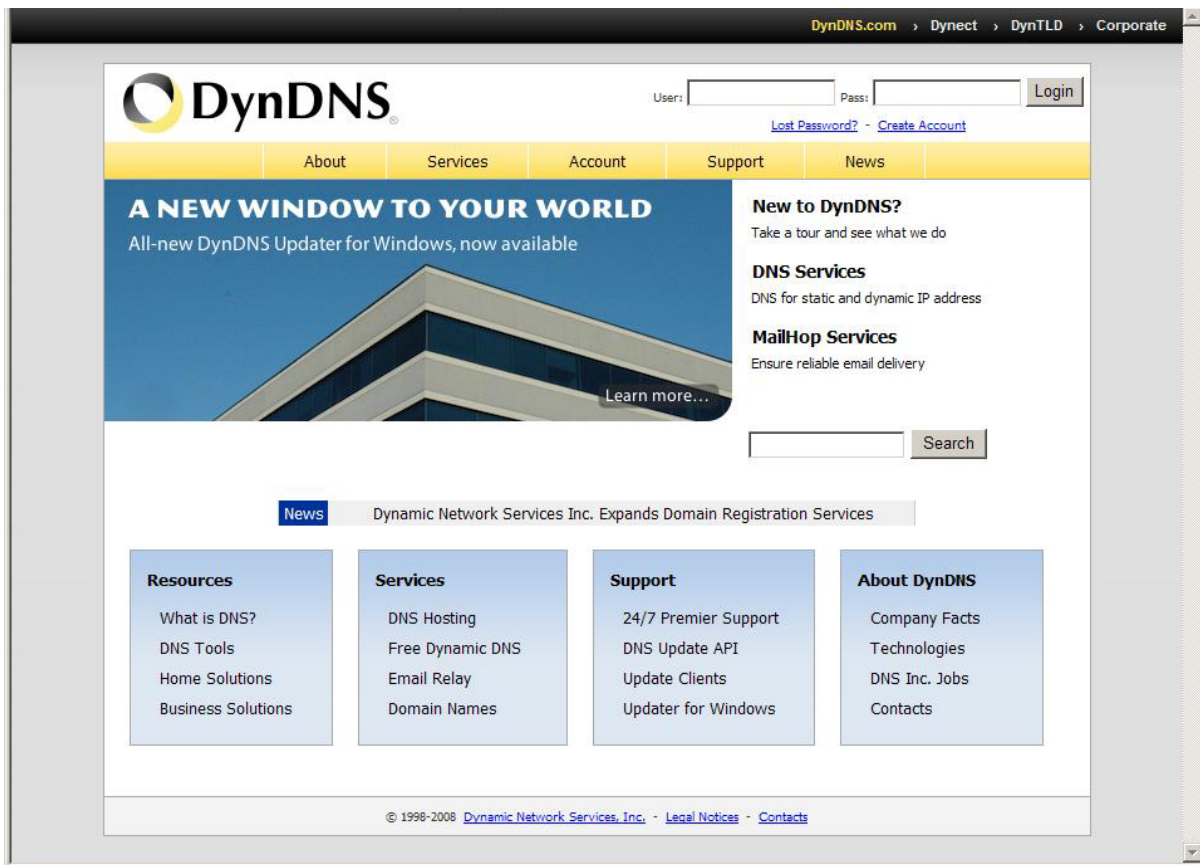 DynDNS.com › Dynect › DynTLD › Corporate
DynDNS®
User: Pass: Login
Lost Password? - Create Account
About Services Account Support News
A NEW WINDOW TO YOUR WORLD
All-new DynDNS Updater for Windows, now available
Learn more...
New to DynDNS?
Take a tour and see what we do
DNS Services
DNS for static and dynamic IP address
MailHop Services
Ensure reliable email delivery
Search
News Dynamic Network Services Inc. Expands Domain Registration Services
Resources
What is DNS?
DNS Tools
Home Solutions
Business Solutions
Services
DNS Hosting
Free Dynamic DNS
Email Relay
Domain Names
Support
24/7 Premier Support
DNS Update API
Update Clients
Updater for Windows
About DynDNS
Company Facts
Technologies
DNS Inc. Jobs
Contacts
© 1998-2008 Dynamic Network Services, Inc. - Legal Notices - Contacts